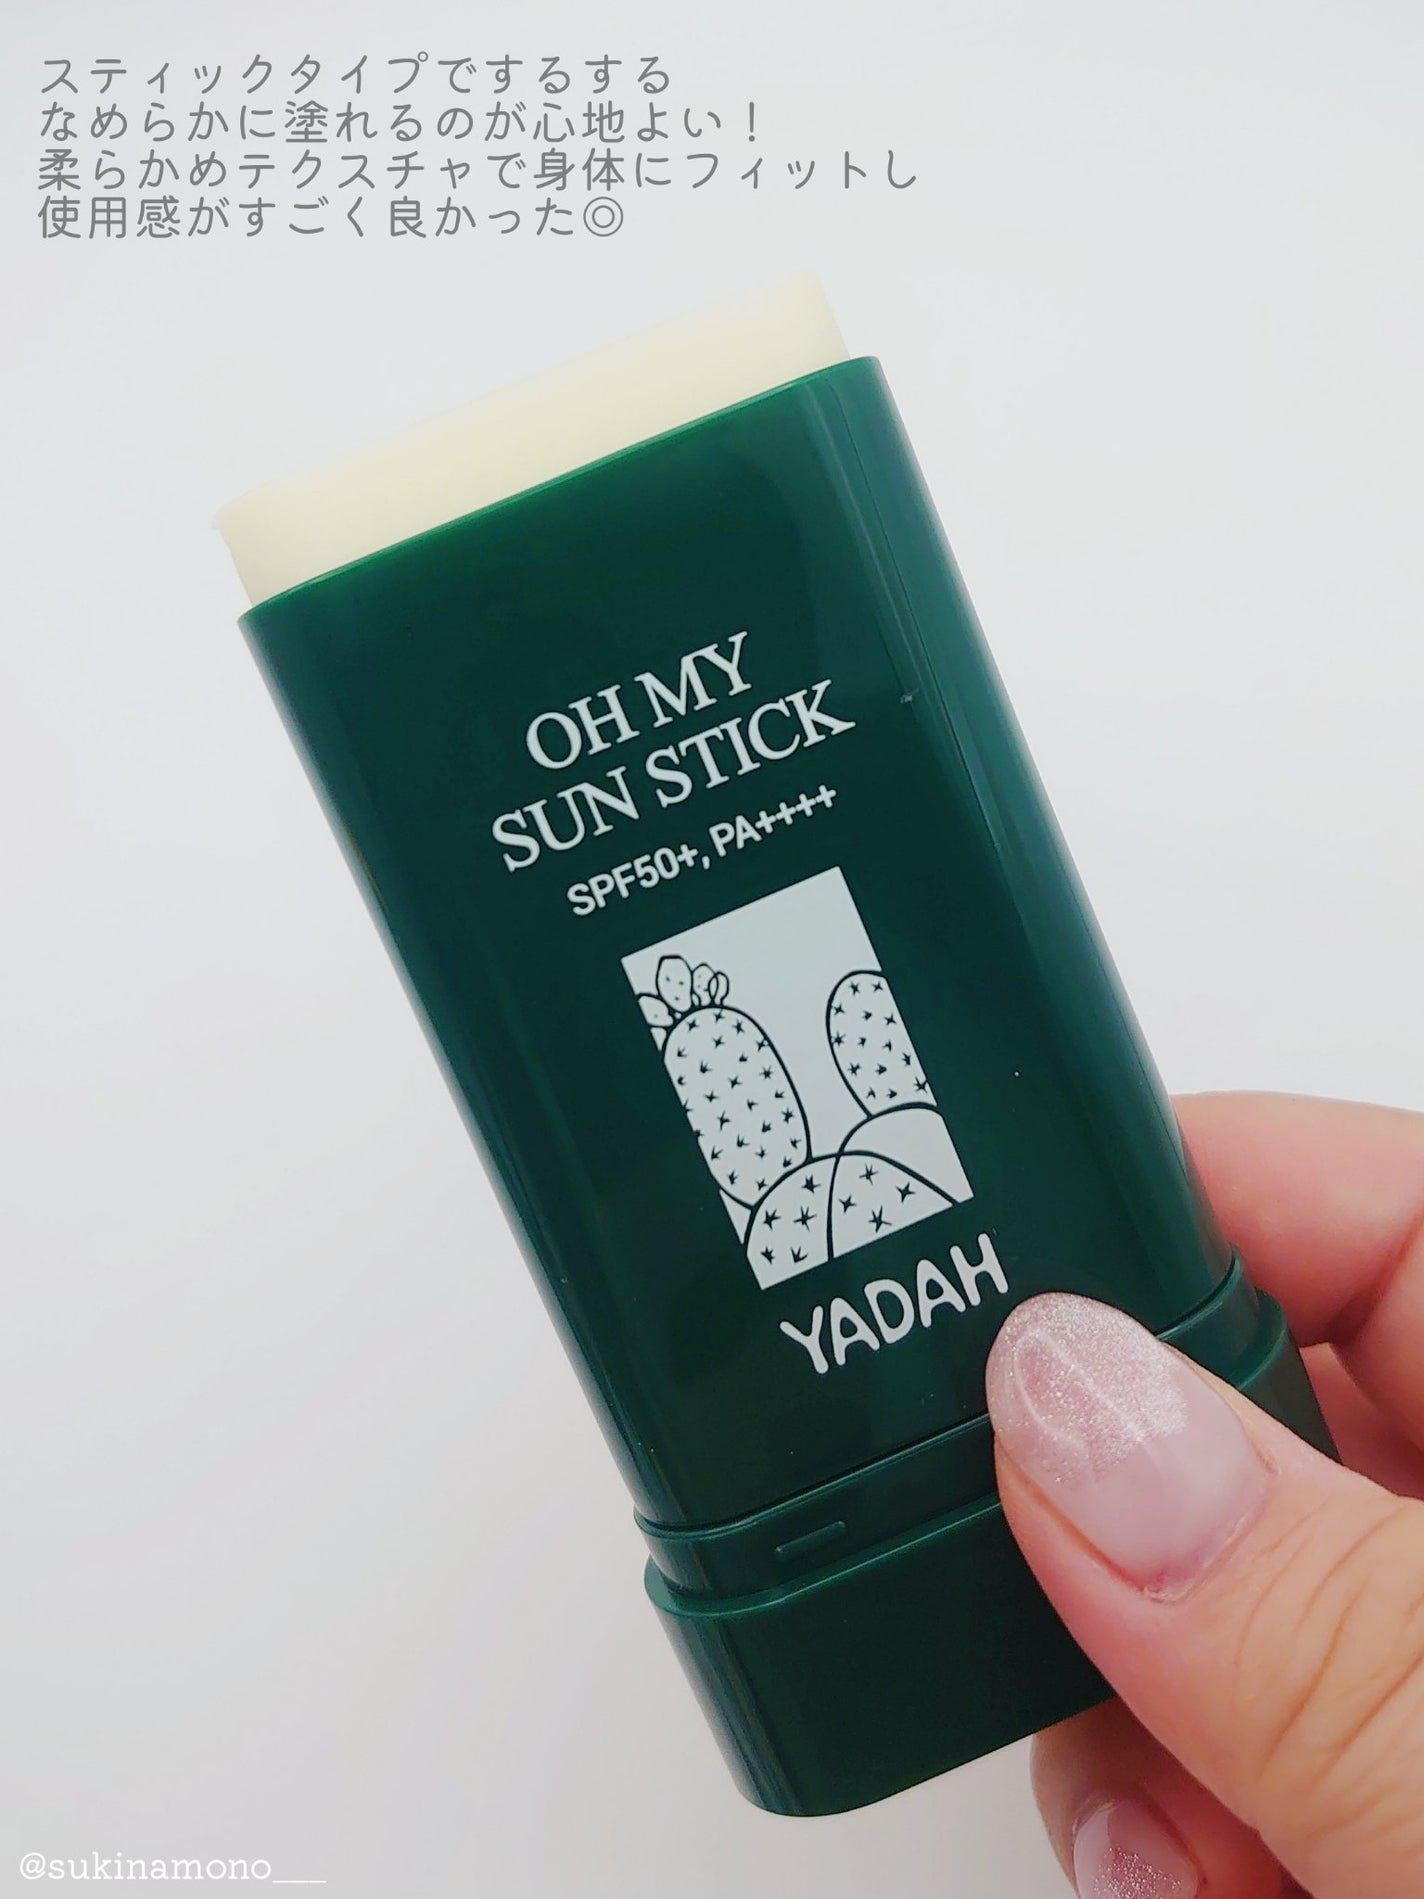 スティックタイプでするする
なめらかに塗れるのが心地よい！
柔らかめテクスチャで身体にフィットし
使用感がすごく良かった◎
OH MY
SUN STICK
SPF50+, PA++++
YADAH
@sukinamono___